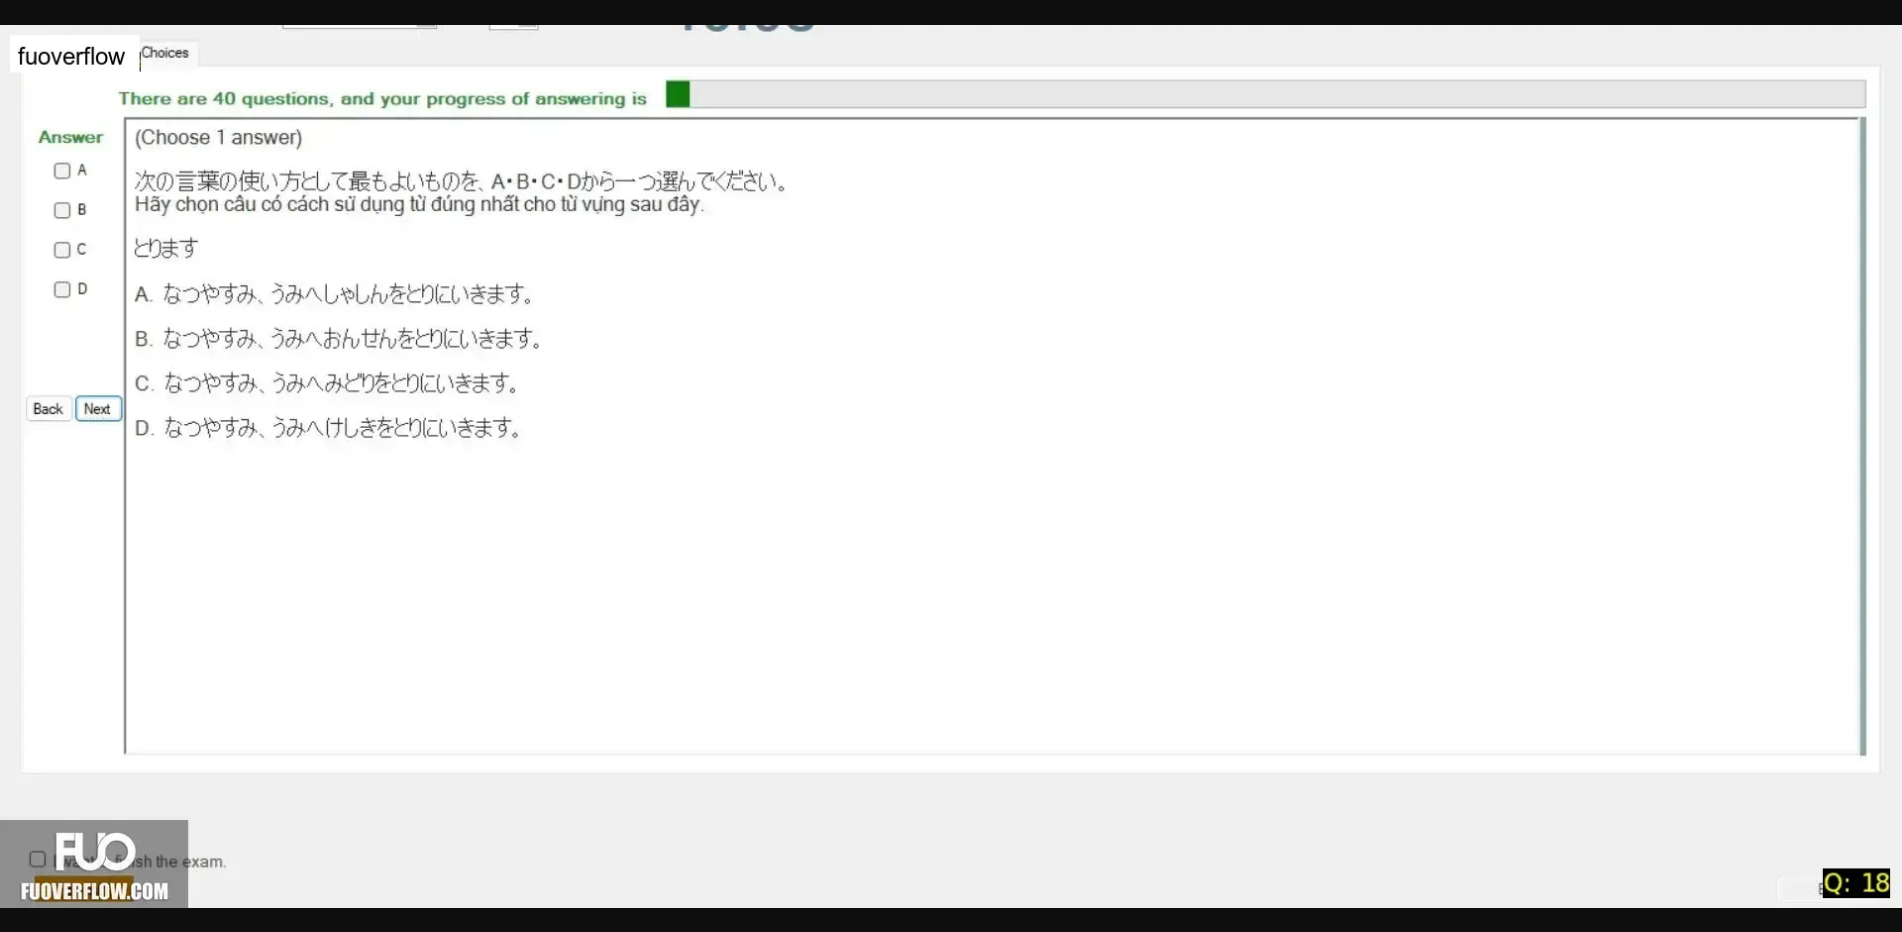 fuoverflow
Choices
There are 40 questions, and your progress of answering is
Answer
A
B
C
D
Back
Next
(Choose 1 answer)
次の言葉の使い方として最もよいものを、A・B・C・Dから一つ選んでください。
Hãy chọn câu có cách sử dụng từ đúng nhất cho từ vựng sau đây.
とります
A. なつやすみ、うみへしゃしんをとりにいきます。
B. なつやすみ、うみへおんせんをとりにいきます。
C. なつやすみ、うみへみどりをとりにいきます。
D. なつやすみ、うみへけしきをとりにいきます。
FUO
the exam.
FUOVERFLOW.COM
Q: 18